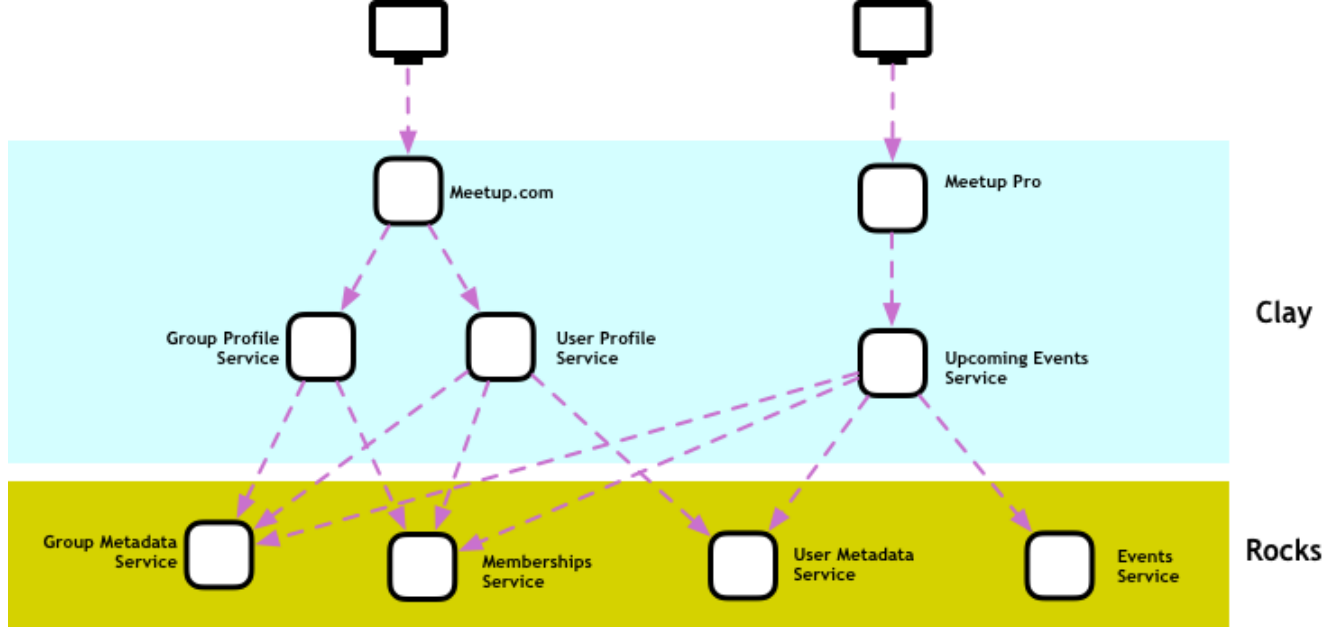 Meetup.com
Meetup Pro
Clay
Group Profile
Service
User Profile
Service
Upcoming Events
Service
Group Metadata
Service
Memberships
Service
User Metadata
Service
Events
Service
Rocks